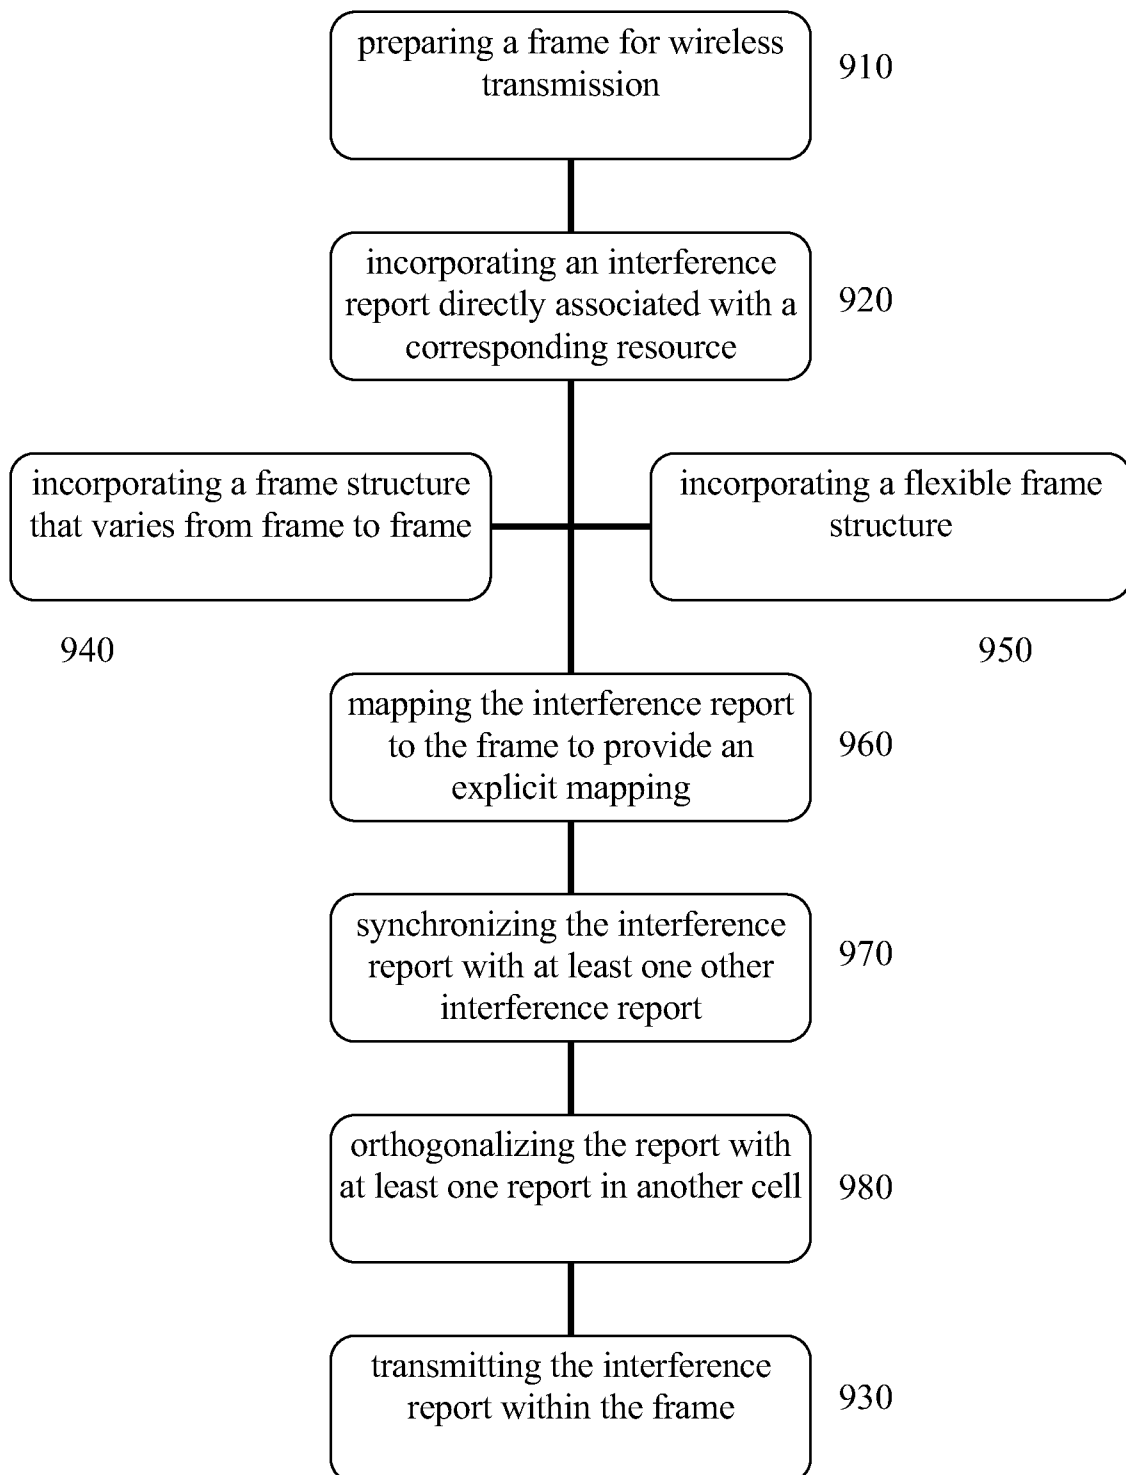 preparing a frame for wireless
transmission
910
incorporating an interference
report directly associated with a
corresponding resource
920
incorporating a frame structure
that varies from frame to frame
940
incorporating a flexible frame
structure
950
mapping the interference report
to the frame to provide an
explicit mapping
960
synchronizing the interference
report with at least one other
interference report
970
orthogonalizing the report with
at least one report in another cell
980
transmitting the interference
report within the frame
930